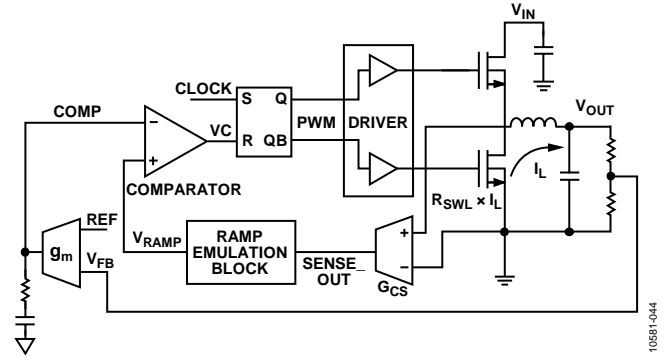 V_IN
CLOCK
S Q
COMP
PWM
DRIVER
V_OUT
−
VC
R QB
+
COMPARATOR
I_L
R_SWL × I_L
REF
V_RAMP
RAMP
EMULATION
BLOCK
+
g_m
V_FB
SENSE_
OUT
−
G_CS
10581-044